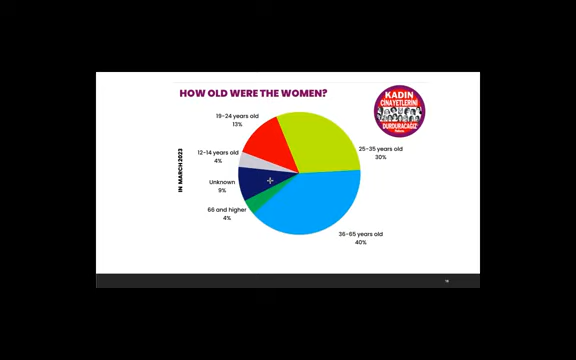 HOW OLD WERE THE WOMEN?
KADIN
CİNAYETLERİNİ
DURDURACAĞIZ
19-24 years old
13%
12-14 years old
4%
25-35 years old
30%
IN MARCH 2023
Unknown
9%
66 and higher
4%
36-65 years old
40%